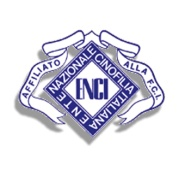 AFFILIATO
ENTE NAZIONALE
CINOFILIA ITALIANA
ENCI
ALLA F.C.I.